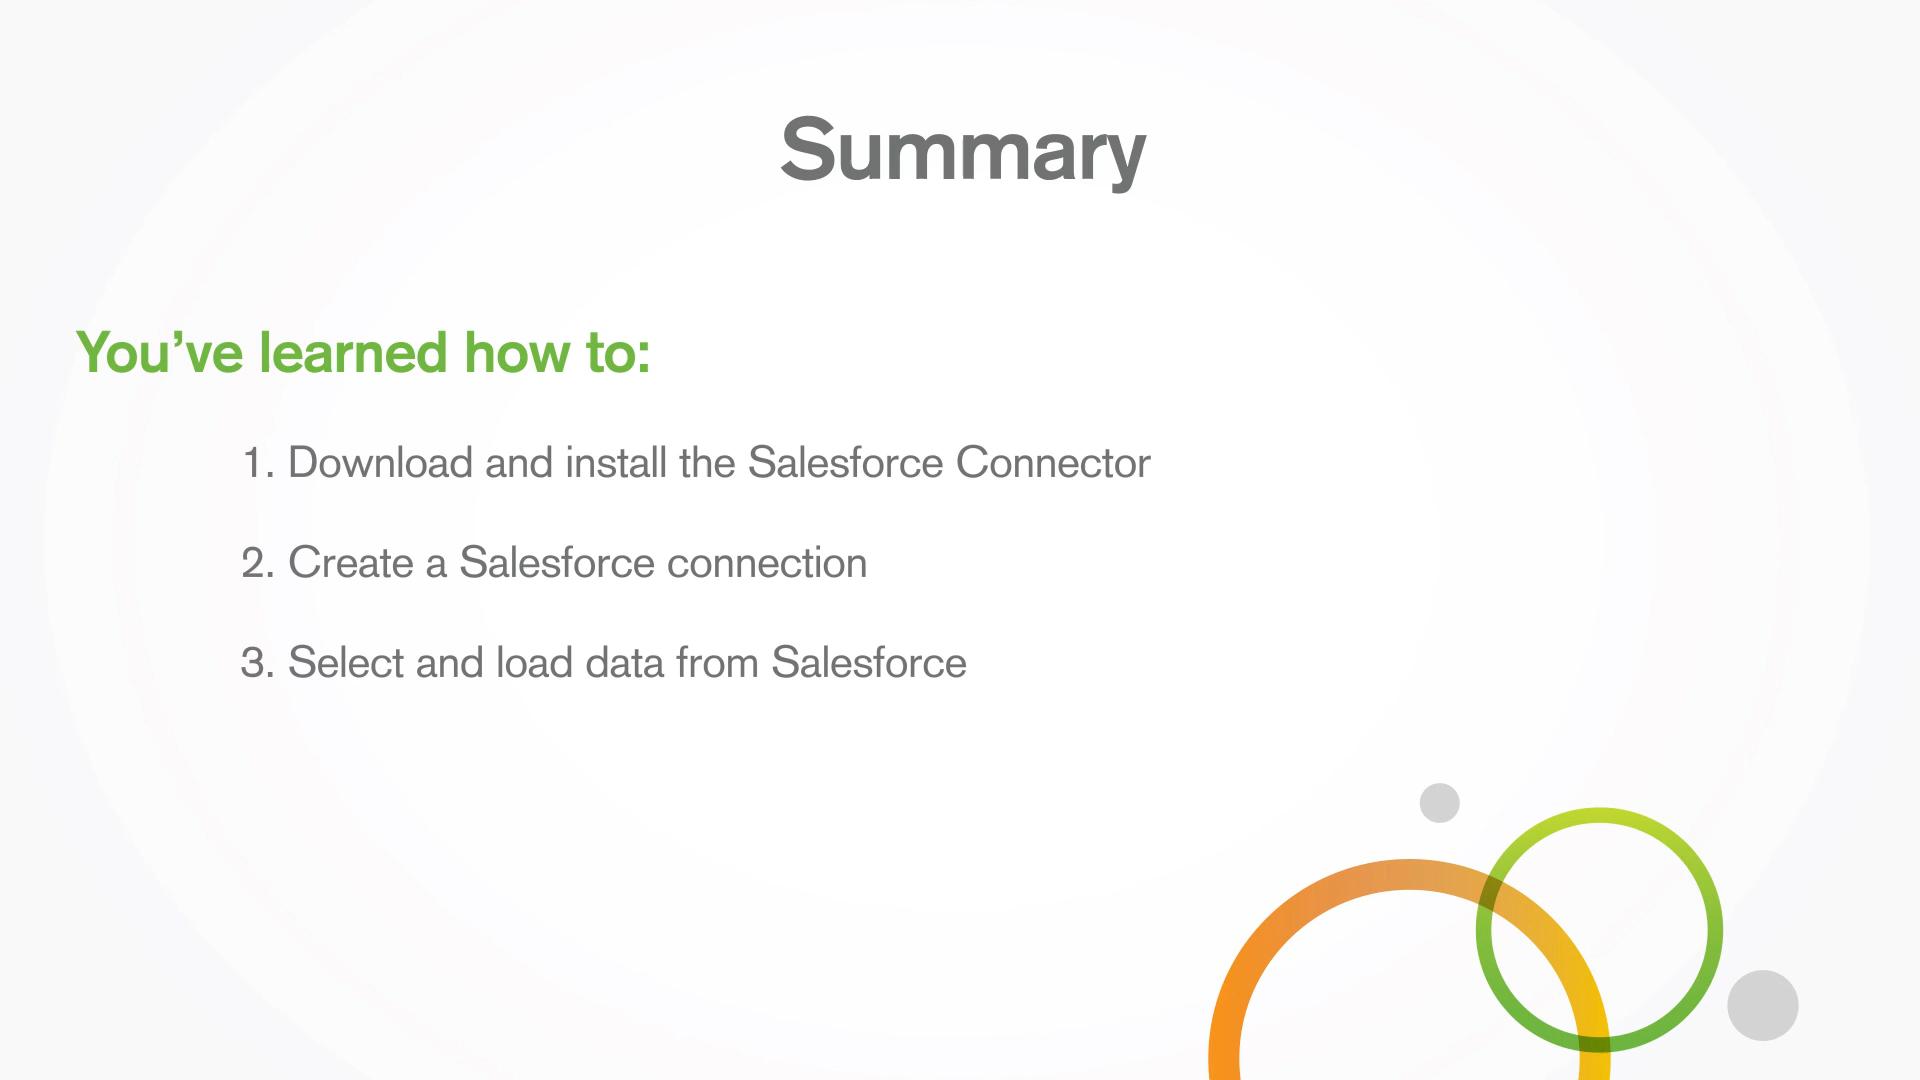 Summary
You’ve learned how to:
1. Download and install the Salesforce Connector
2. Create a Salesforce connection
3. Select and load data from Salesforce